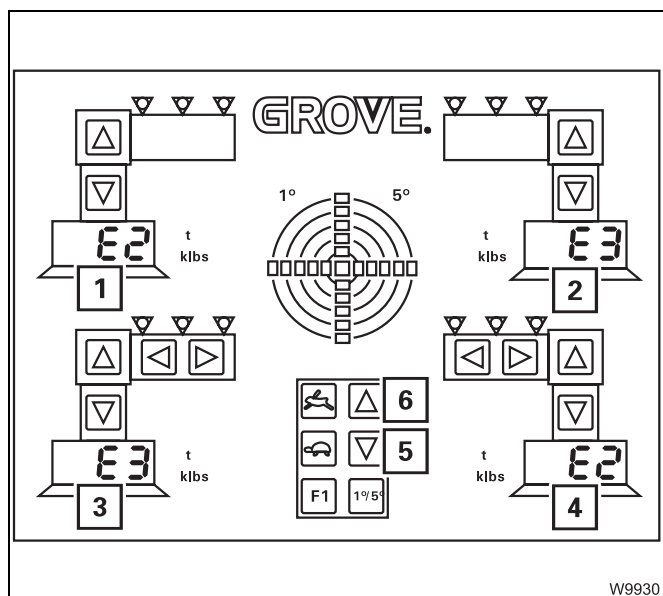 GROVE.
1° 5°
E2 t klbs
E3 t klbs
1
2
6
5
E3 t klbs
E2 t klbs
F1 1°/5°
3
4
W9930